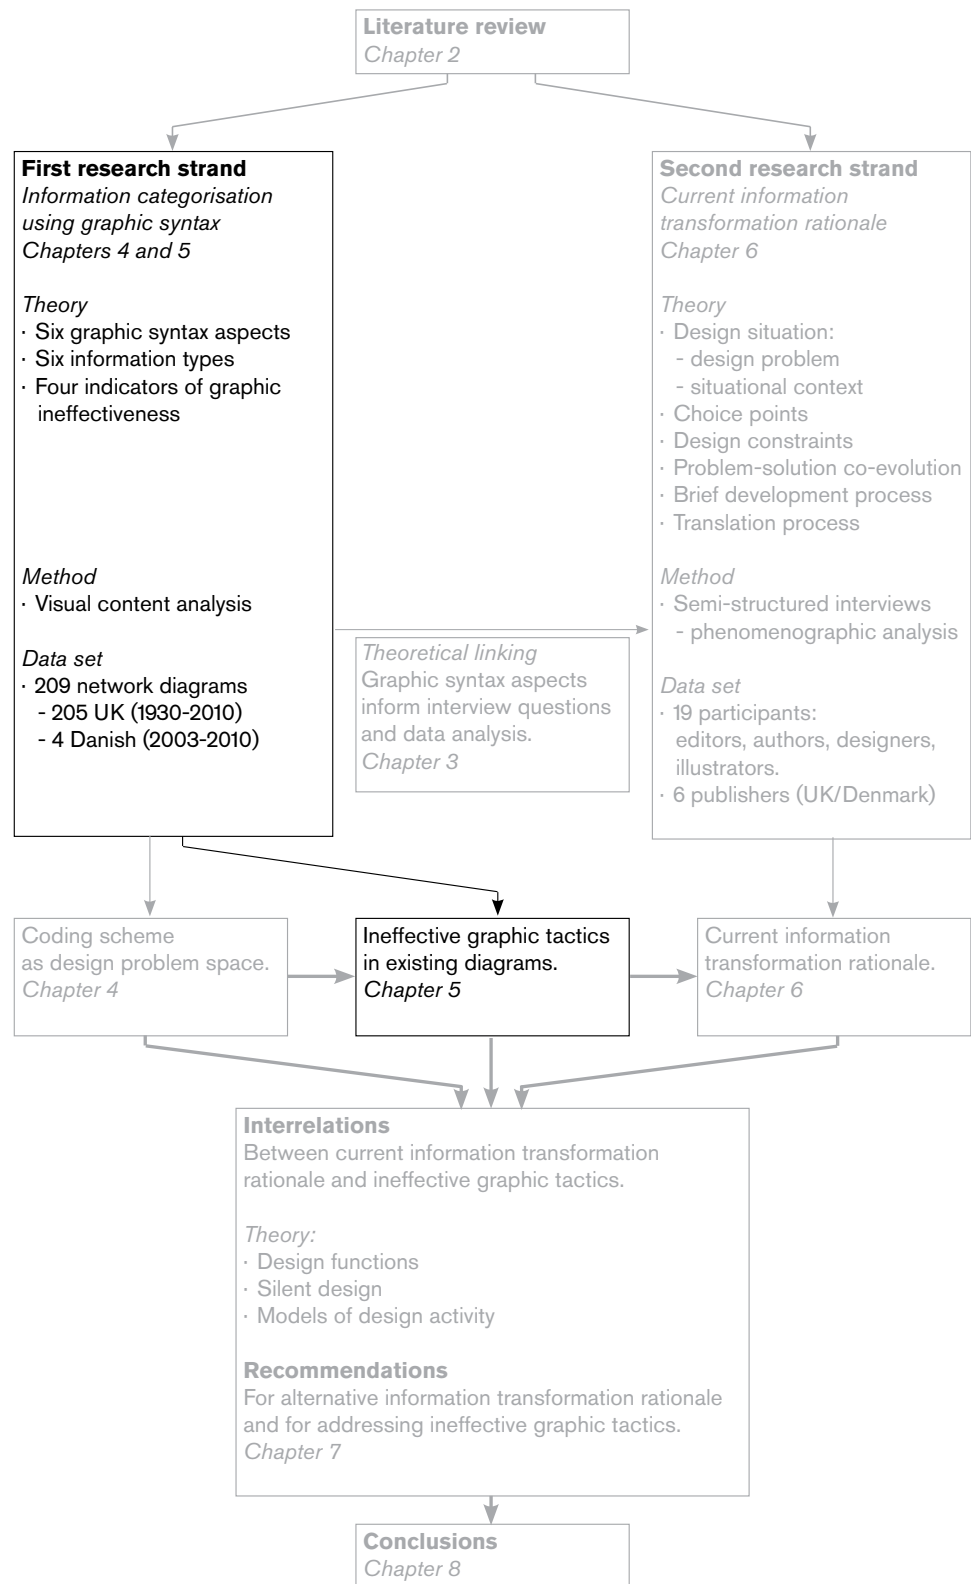 Literature review
Chapter 2
First research strand
Information categorisation
using graphic syntax
Chapters 4 and 5
Theory
· Six graphic syntax aspects
· Six information types
· Four indicators of graphic
ineffectiveness
Method
· Visual content analysis
Data set
· 209 network diagrams
- 205 UK (1930-2010)
- 4 Danish (2003-2010)
Theoretical linking
Graphic syntax aspects
inform interview questions
and data analysis.
Chapter 3
Second research strand
Current information
transformation rationale
Chapter 6
Theory
· Design situation:
- design problem
- situational context
· Choice points
· Design constraints
· Problem-solution co-evolution
· Brief development process
· Translation process
Method
· Semi-structured interviews
- phenomenographic analysis
Data set
· 19 participants:
editors, authors, designers,
illustrators.
· 6 publishers (UK/Denmark)
Coding scheme
as design problem space.
Chapter 4
Ineffective graphic tactics
in existing diagrams.
Chapter 5
Current information
transformation rationale.
Chapter 6
Interrelations
Between current information transformation
rationale and ineffective graphic tactics.
Theory:
· Design functions
· Silent design
· Models of design activity
Recommendations
For alternative information transformation rationale
and for addressing ineffective graphic tactics.
Chapter 7
Conclusions
Chapter 8